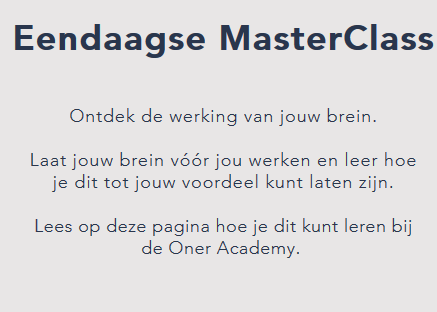 Eendaagse MasterClass
Ontdek de werking van jouw brein.
Laat jouw brein vóór jou werken en leer hoe
je dit tot jouw voordeel kunt laten zijn.
Lees op deze pagina hoe je dit kunt leren bij
de Oner Academy.